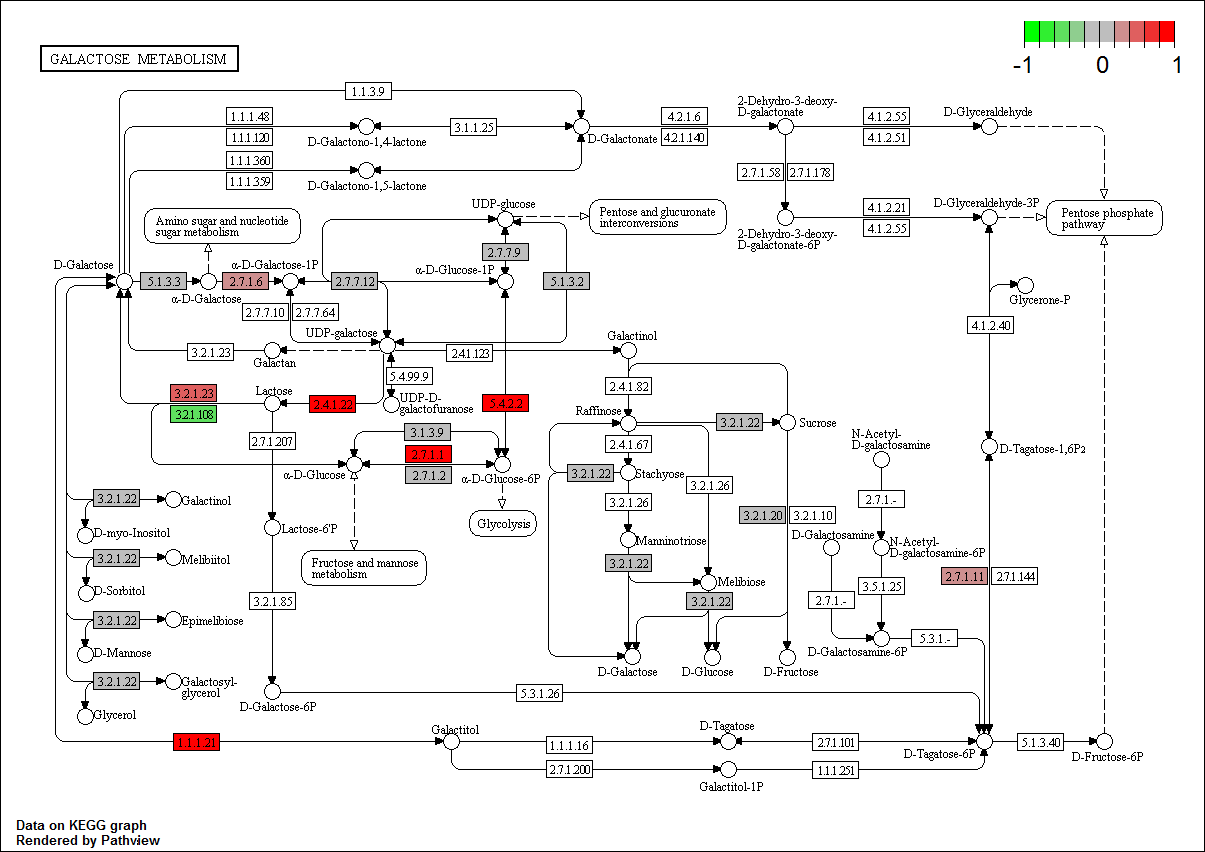 -1 0 1
GALACTOSE METABOLISM
1.1.3.9
1.1.1.48
1.1.1.120
D-Galactono-1,4-lactone
3.1.1.25
D-Galactonate
4.2.1.6
4.2.1.140
2-Dehydro-3-deoxy-
D-galactonate
4.1.2.55
4.1.2.51
D-Glyceraldehyde
1.1.1.360
1.1.1.359
D-Galactono-1,5-lactone
2.7.1.58
2.7.1.178
Amino sugar and nucleotide
sugar metabolism
UDP-glucose
Pentose and glucuronate
interconversions
2-Dehydro-3-deoxy-
D-galactonate-6P
4.1.2.21
4.1.2.55
D-Glyceraldehyde-3P
Pentose phosphate
pathway
2.7.7.9
D-Galactose
5.1.3.3
α-D-Galactose
2.7.1.6
α-D-Galactose-1P
2.7.7.12
α-D-Glucose-1P
5.1.3.2
Glycerone-P
2.7.7.10
2.7.7.64
4.1.2.40
UDP-galactose
3.2.1.23
Galactan
2.4.1.123
Galactinol
5.4.99.9
UDP-D-
galactofuranose
2.4.1.82
3.2.1.23
3.2.1.108
Lactose
2.4.1.22
5.4.2.2
Raffinose
3.2.1.22
Sucrose
2.7.1.207
3.1.3.9
2.7.1.1
2.7.1.2
α-D-Glucose
α-D-Glucose-6P
2.4.1.67
3.2.1.22
Stachyose
3.2.1.26
N-Acetyl-
D-galactosamine
D-Tagatose-1,6P2
3.2.1.22
Galactinol
D-myo-Inositol
Lactose-6'P
Glycolysis
3.2.1.26
Manninotriose
3.2.1.20
3.2.1.10
2.7.1.-
D-Galactosamine
N-Acetyl-
D-galactosamine-6P
3.2.1.22
Melibiitol
D-Sorbitol
Fructose and mannose
metabolism
3.2.1.22
Melibiose
3.2.1.22
2.7.1.11
2.7.1.144
3.5.1.25
2.7.1.-
3.2.1.85
3.2.1.22
Epimelibiose
D-Mannose
D-Galactosamine-6P
5.3.1.-
D-Galactose
D-Glucose
D-Fructose
3.2.1.22
Galactosyl-
glycerol
Glycerol
D-Galactose-6P
5.3.1.26
1.1.1.21
Galactitol
1.1.1.16
D-Tagatose
2.7.1.101
D-Tagatose-6P
5.1.3.40
D-Fructose-6P
2.7.1.200
Galactitol-1P
1.1.1.251
Data on KEGG graph
Rendered by Pathview